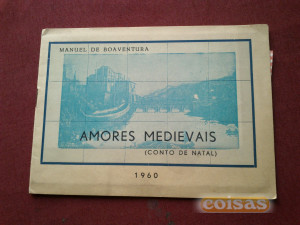 MANUEL DE BOAVENTURA
AMORES MEDIEVAIS
(CONTO DE NATAL)
1960
coisas